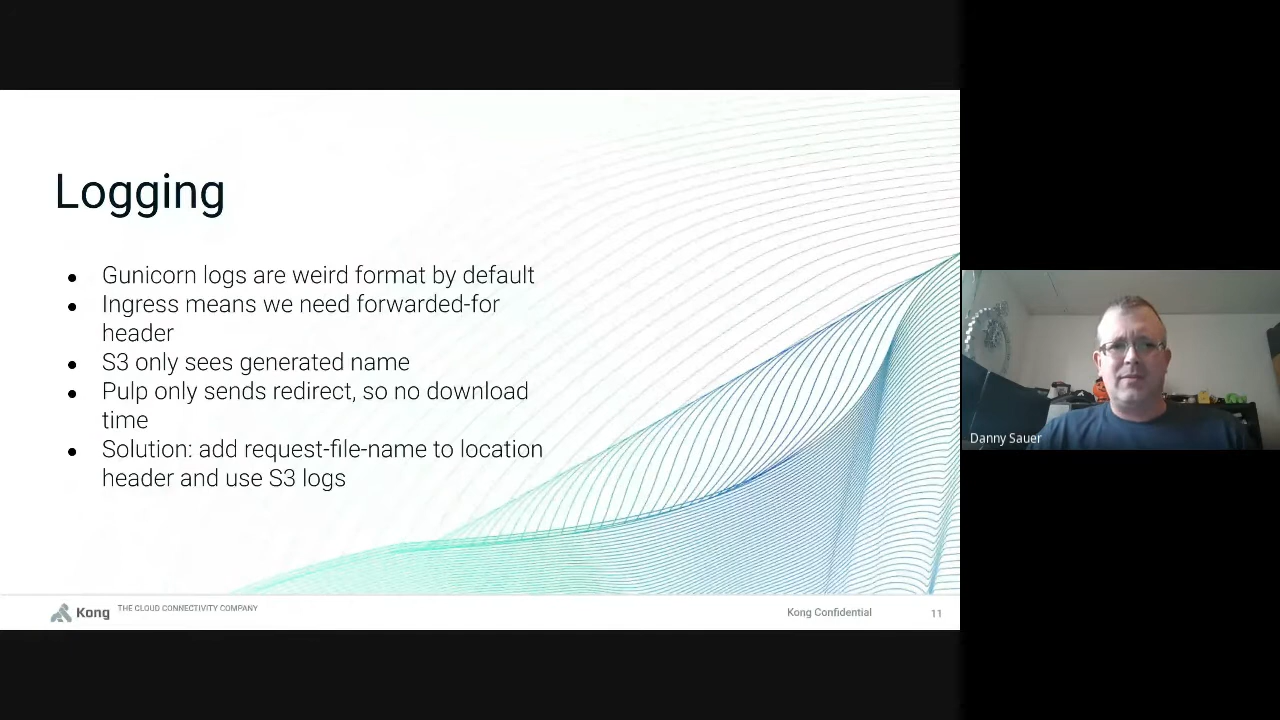 Logging
● Gunicorn logs are weird format by default
● Ingress means we need forwarded-for
header
● S3 only sees generated name
● Pulp only sends redirect, so no download
time
● Solution: add request-file-name to location
header and use S3 logs
Kong THE CLOUD CONNECTIVITY COMPANY
Kong Confidential
11
Danny Sauer